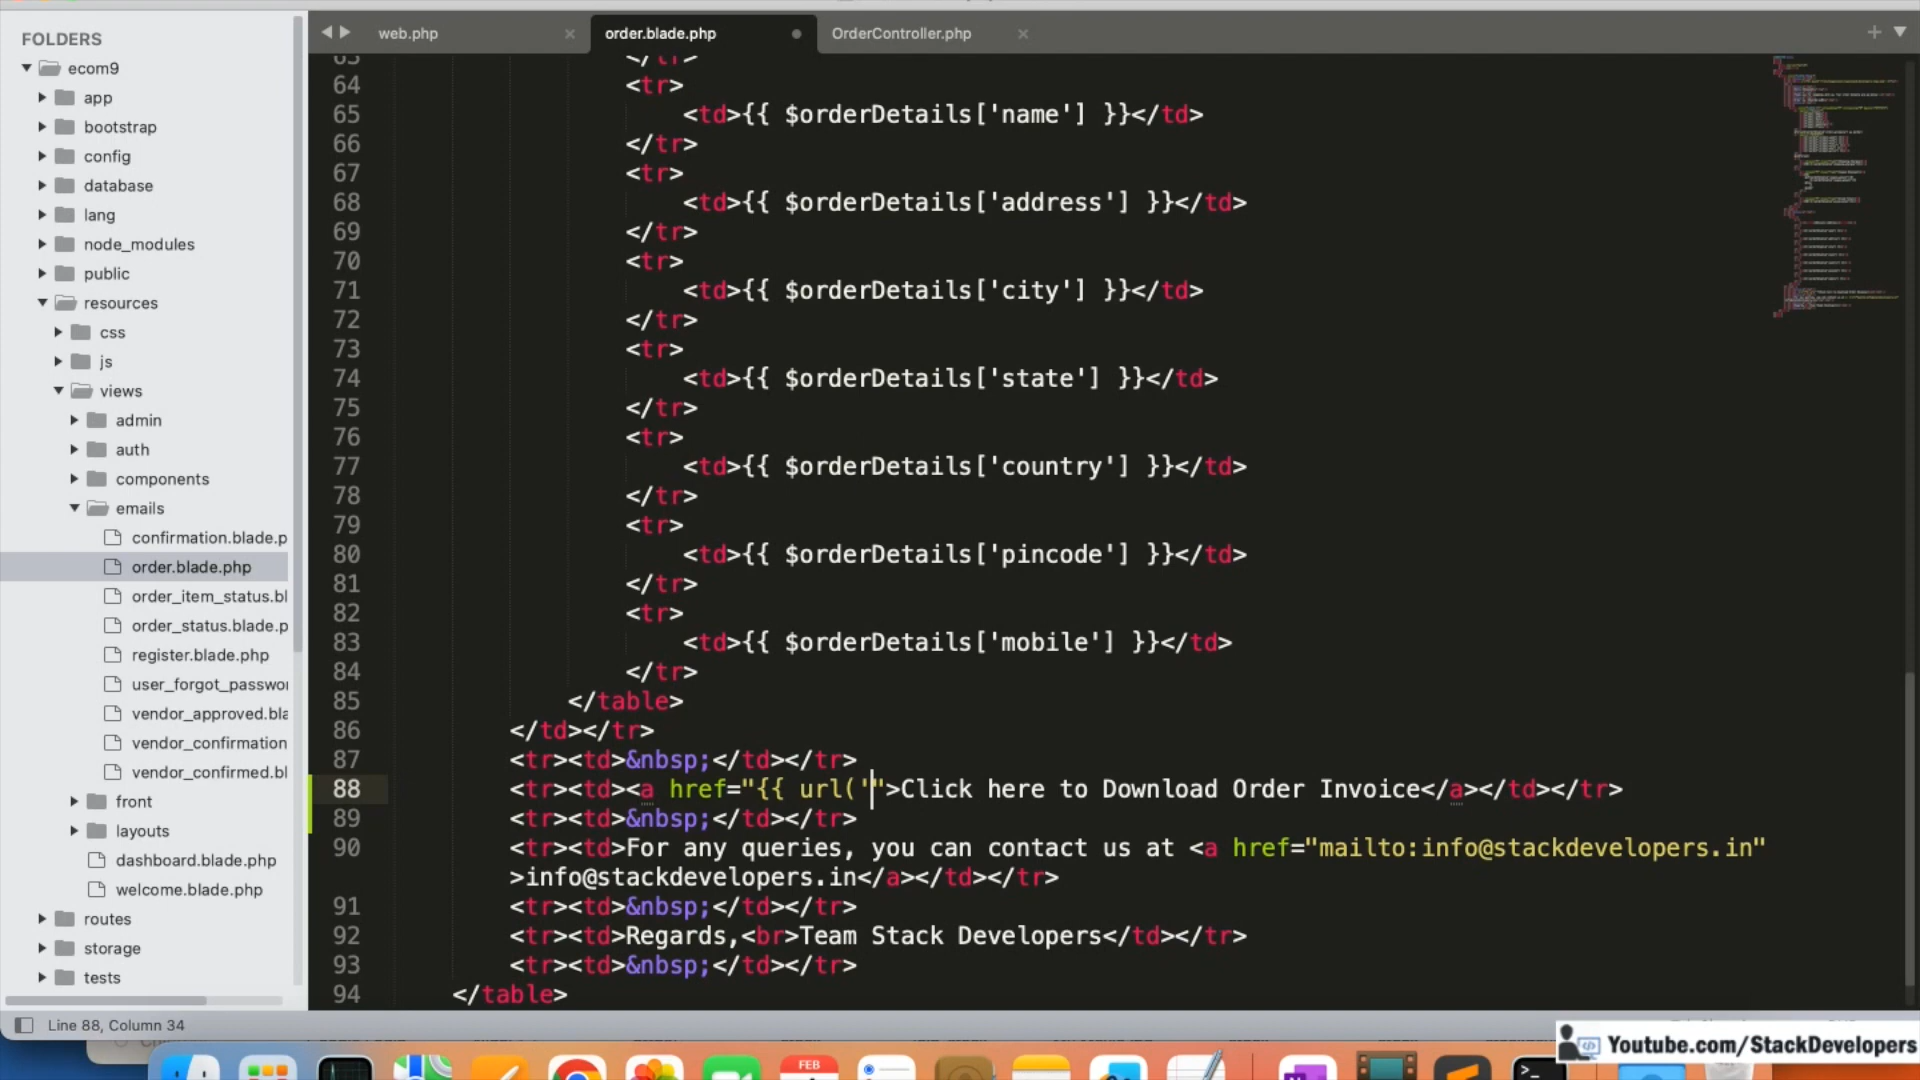 FOLDERS
ecom9
app
bootstrap
config
database
lang
node_modules
public
resources
css
js
views
admin
auth
components
emails
confirmation.blade.p
order.blade.php
order_item_status.bl
order_status.blade.p
register.blade.php
user_forgot_passwor
vendor_approved.bla
vendor_confirmation
vendor_confirmed.bl
front
layouts
dashboard.blade.php
welcome.blade.php
routes
storage
tests
web.php
order.blade.php
OrderController.php
63 </tr>
64 <tr>
65 <td>{{ $orderDetails['name'] }}</td>
66 </tr>
67 <tr>
68 <td>{{ $orderDetails['address'] }}</td>
69 </tr>
70 <tr>
71 <td>{{ $orderDetails['city'] }}</td>
72 </tr>
73 <tr>
74 <td>{{ $orderDetails['state'] }}</td>
75 </tr>
76 <tr>
77 <td>{{ $orderDetails['country'] }}</td>
78 </tr>
79 <tr>
80 <td>{{ $orderDetails['pincode'] }}</td>
81 </tr>
82 <tr>
83 <td>{{ $orderDetails['mobile'] }}</td>
84 </tr>
85 </table>
86 </td></tr>
87 <tr><td>&nbsp;</td></tr>
88 <tr><td><a href="{{ url('">Click here to Download Order Invoice</a></td></tr>
89 <tr><td>&nbsp;</td></tr>
90 <tr><td>For any queries, you can contact us at <a href="mailto:info@stackdevelopers.in"
>info@stackdevelopers.in</a></td></tr>
91 <tr><td>&nbsp;</td></tr>
92 <tr><td>Regards,<br>Team Stack Developers</td></tr>
93 <tr><td>&nbsp;</td></tr>
94 </table>
Line 88, Column 34
Youtube.com/StackDevelopers
FEB